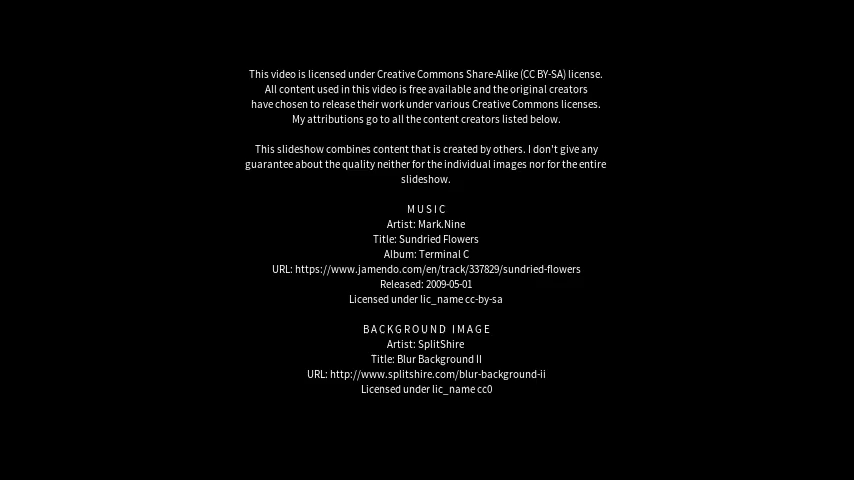 This video is licensed under Creative Commons Share-Alike (CC BY-SA) license.
All content used in this video is free available and the original creators
have chosen to release their work under various Creative Commons licenses.
My attributions go to all the content creators listed below.
This slideshow combines content that is created by others. I don't give any
guarantee about the quality neither for the individual images nor for the entire
slideshow.
MUSIC
Artist: Mark.Nine
Title: Sundried Flowers
Album: Terminal C
URL: https://www.jamendo.com/en/track/337829/sundried-flowers
Released: 2009-05-01
Licensed under lic_name cc-by-sa
BACKGROUND IMAGE
Artist: SplitShire
Title: Blur Background II
URL: http://www.splitshire.com/blur-background-ii
Licensed under lic_name cc0